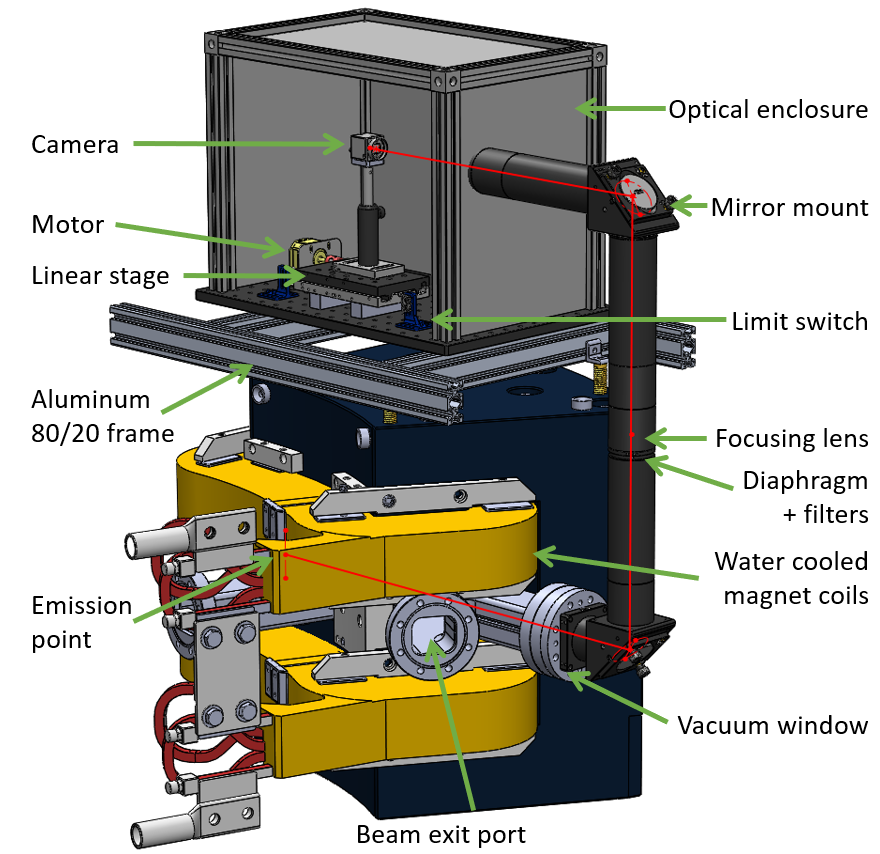 Optical enclosure
Camera
Mirror mount
Motor
Linear stage
Limit switch
Aluminum
80/20 frame
Focusing lens
Diaphragm
+ filters
Water cooled
magnet coils
Emission
point
Vacuum window
Beam exit port